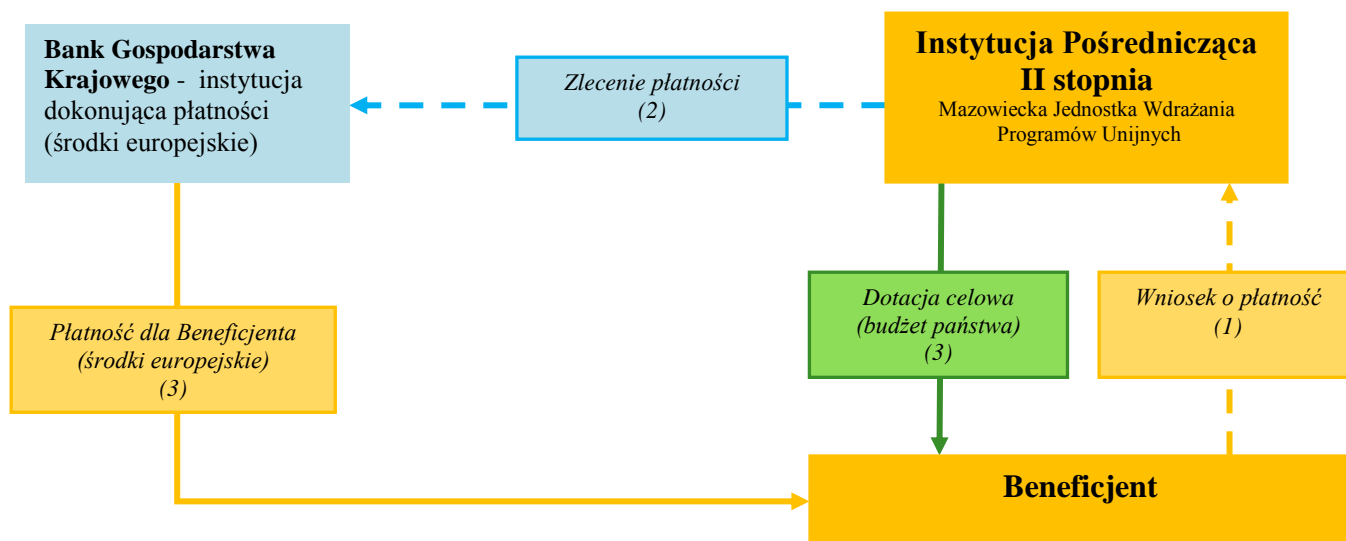 Bank Gospodarstwa
Krajowego - instytucja
dokonująca płatności
(środki europejskie)
Zlecenie płatności
(2)
Instytucja Pośrednicząca
II stopnia
Mazowiecka Jednostka Wdrażania
Programów Unijnych
Płatność dla Beneficjenta
(środki europejskie)
(3)
Dotacja celowa
(budżet państwa)
(3)
Wniosek o płatność
(1)
Beneficjent